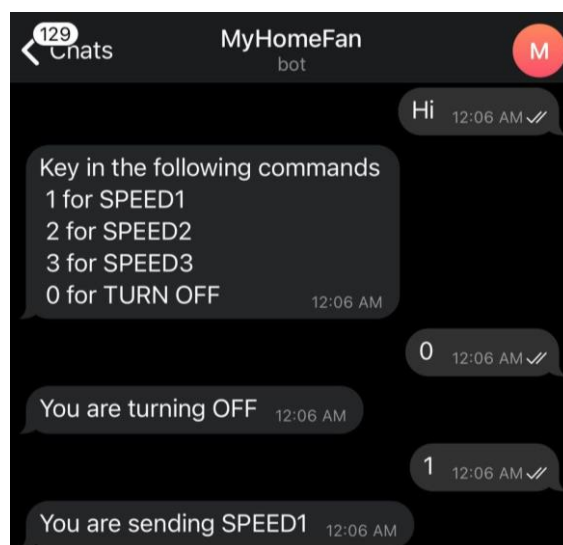 129
Chats
MyHomeFan
bot
M
Hi 12:06 AM
Key in the following commands
1 for SPEED1
2 for SPEED2
3 for SPEED3
0 for TURN OFF 12:06 AM
0 12:06 AM
You are turning OFF 12:06 AM
1 12:06 AM
You are sending SPEED1 12:06 AM